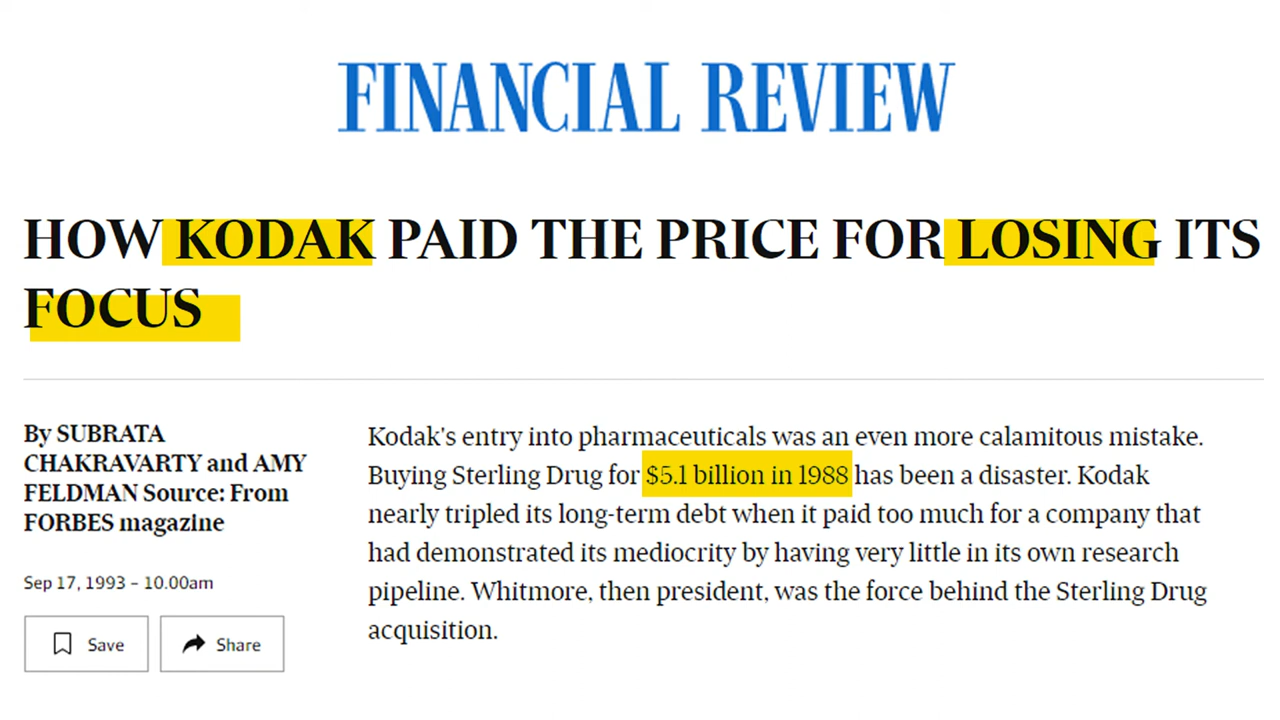 FINANCIAL REVIEW
HOW KODAK PAID THE PRICE FOR LOSING ITS
FOCUS
By SUBRATA
CHAKRAVARTY and AMY
FELDMAN Source: From
FORBES magazine
Sep 17, 1993 – 10.00am
Save
Share
Kodak's entry into pharmaceuticals was an even more calamitous mistake.
Buying Sterling Drug for $5.1 billion in 1988 has been a disaster. Kodak
nearly tripled its long-term debt when it paid too much for a company that
had demonstrated its mediocrity by having very little in its own research
pipeline. Whitmore, then president, was the force behind the Sterling Drug
acquisition.